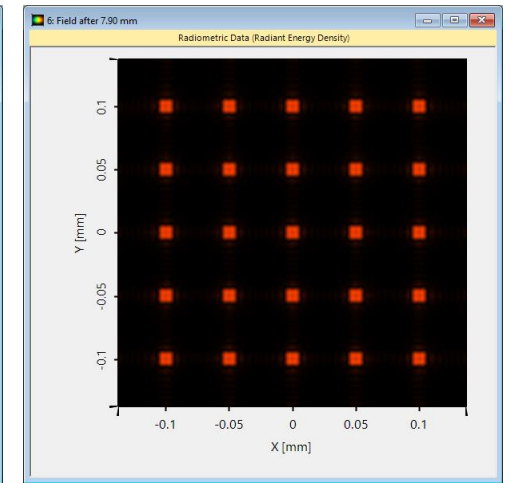 6: Field after 7.90 mm
Radiometric Data (Radiant Energy Density)
0.1
0.05
0
-0.05
-0.1
Y [mm]
-0.1 -0.05 0 0.05 0.1
X [mm]